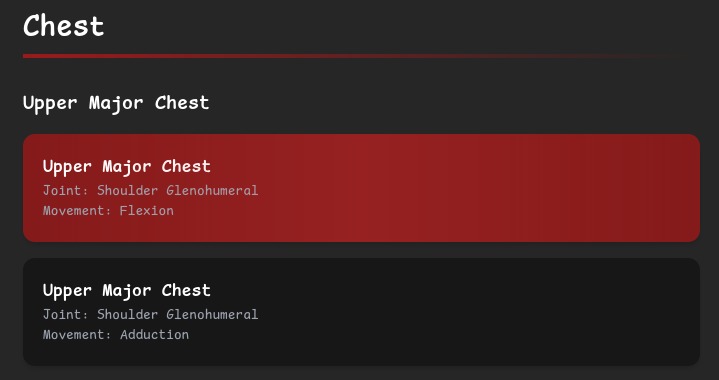 Chest
Upper Major Chest
Upper Major Chest
Joint: Shoulder Glenohumeral
Movement: Flexion
Upper Major Chest
Joint: Shoulder Glenohumeral
Movement: Adduction